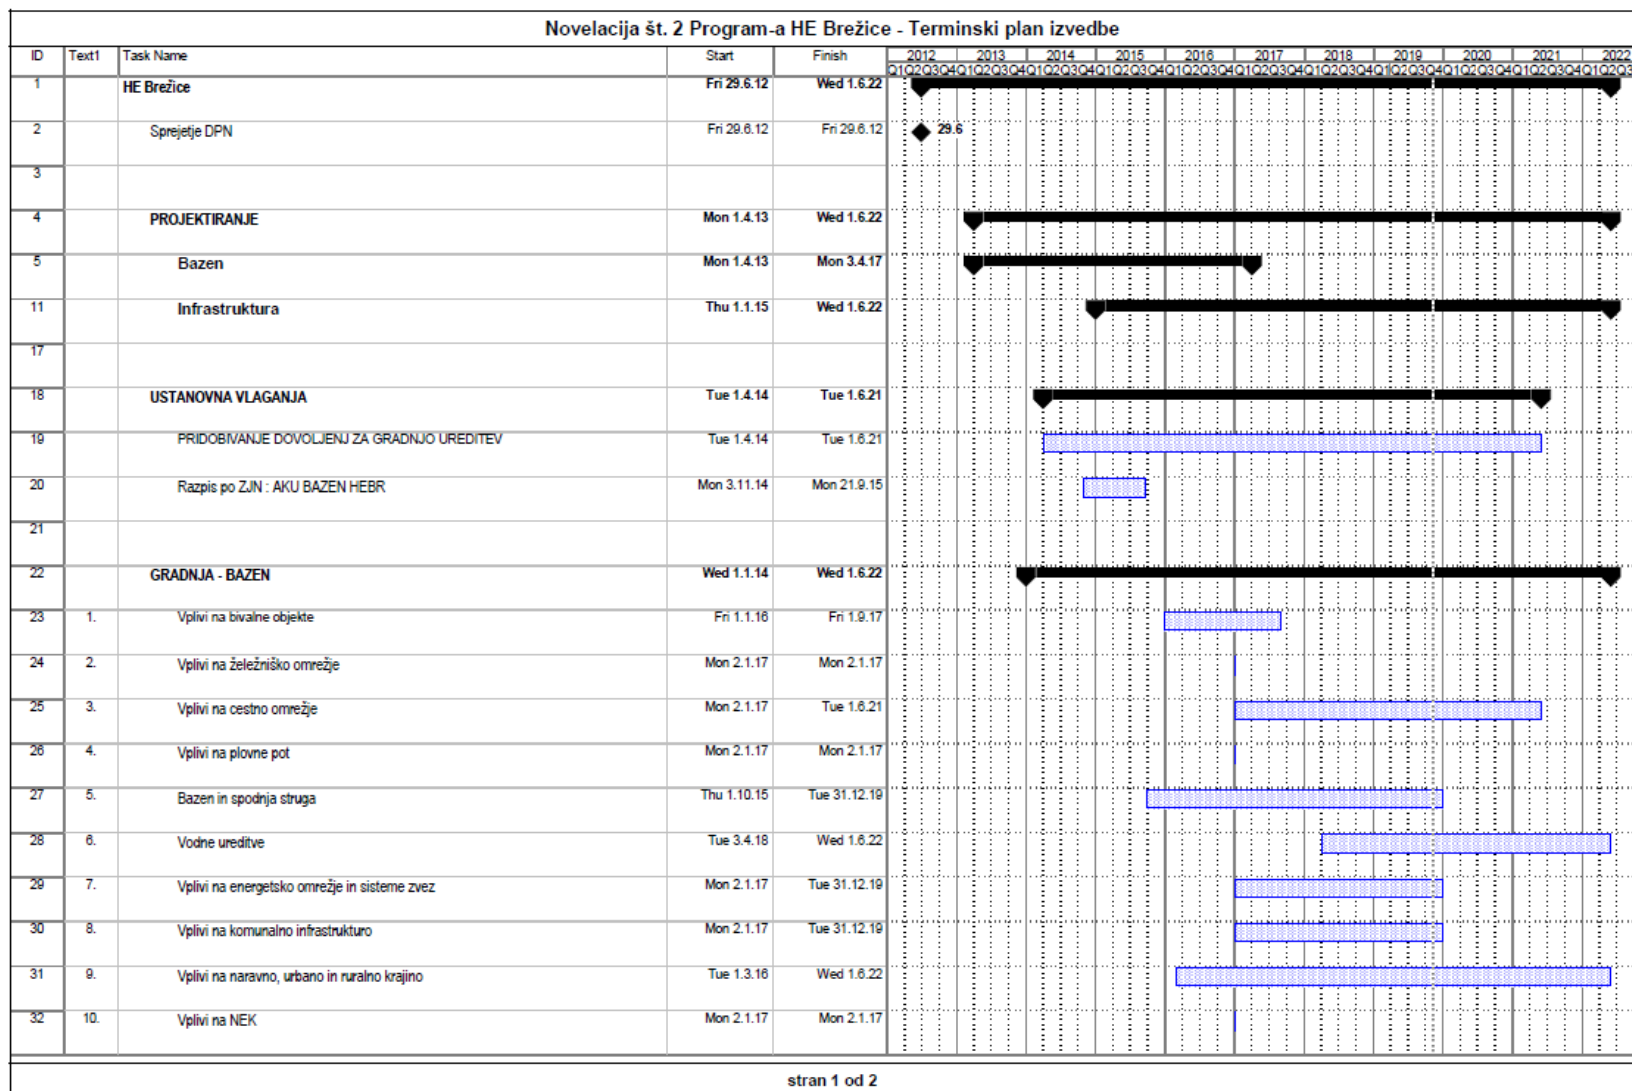 Novelacija št. 2 Program-a HE Brežice - Terminski plan izvedbe
ID Text1 Task Name Start Finish 2012 2013 2014 2015 2016 2017 2018 2019 2020 2021 2022
Q1Q2Q3Q4Q1Q2Q3Q4Q1Q2Q3Q4Q1Q2Q3Q4Q1Q2Q3Q4Q1Q2Q3Q4Q1Q2Q3Q4Q1Q2Q3Q4Q1Q2Q3Q4Q1Q2Q3Q4Q1Q2Q3
1 HE Brežice Fri 29.6.12 Wed 1.6.22
2 Sprejetje DPN Fri 29.6.12 Fri 29.6.12 29.6
3
4 PROJEKTIRANJE Mon 1.4.13 Wed 1.6.22
5 Bazen Mon 1.4.13 Mon 3.4.17
11 Infrastruktura Thu 1.1.15 Wed 1.6.22
17
18 USTANOVNA VLAGANJA Tue 1.4.14 Tue 1.6.21
19 PRIDOBIVANJE DOVOLJENJ ZA GRADNJO UREDITEV Tue 1.4.14 Tue 1.6.21
20 Razpis po ZJN : AKU BAZEN HEBR Mon 3.11.14 Mon 21.9.15
21
22 GRADNJA - BAZEN Wed 1.1.14 Wed 1.6.22
23 1. Vplivi na bivalne objekte Fri 1.1.16 Fri 1.9.17
24 2. Vplivi na železniško omrežje Mon 2.1.17 Mon 2.1.17
25 3. Vplivi na cestno omrežje Mon 2.1.17 Tue 1.6.21
26 4. Vplivi na plovne pot Mon 2.1.17 Mon 2.1.17
27 5. Bazen in spodnja struga Thu 1.10.15 Tue 31.12.19
28 6. Vodne ureditve Tue 3.4.18 Wed 1.6.22
29 7. Vplivi na energetsko omrežje in sisteme zvez Mon 2.1.17 Tue 31.12.19
30 8. Vplivi na komunalno infrastrukturo Mon 2.1.17 Tue 31.12.19
31 9. Vplivi na naravno, urbano in ruralno krajino Tue 1.3.16 Wed 1.6.22
32 10. Vplivi na NEK Mon 2.1.17 Mon 2.1.17
stran 1 od 2